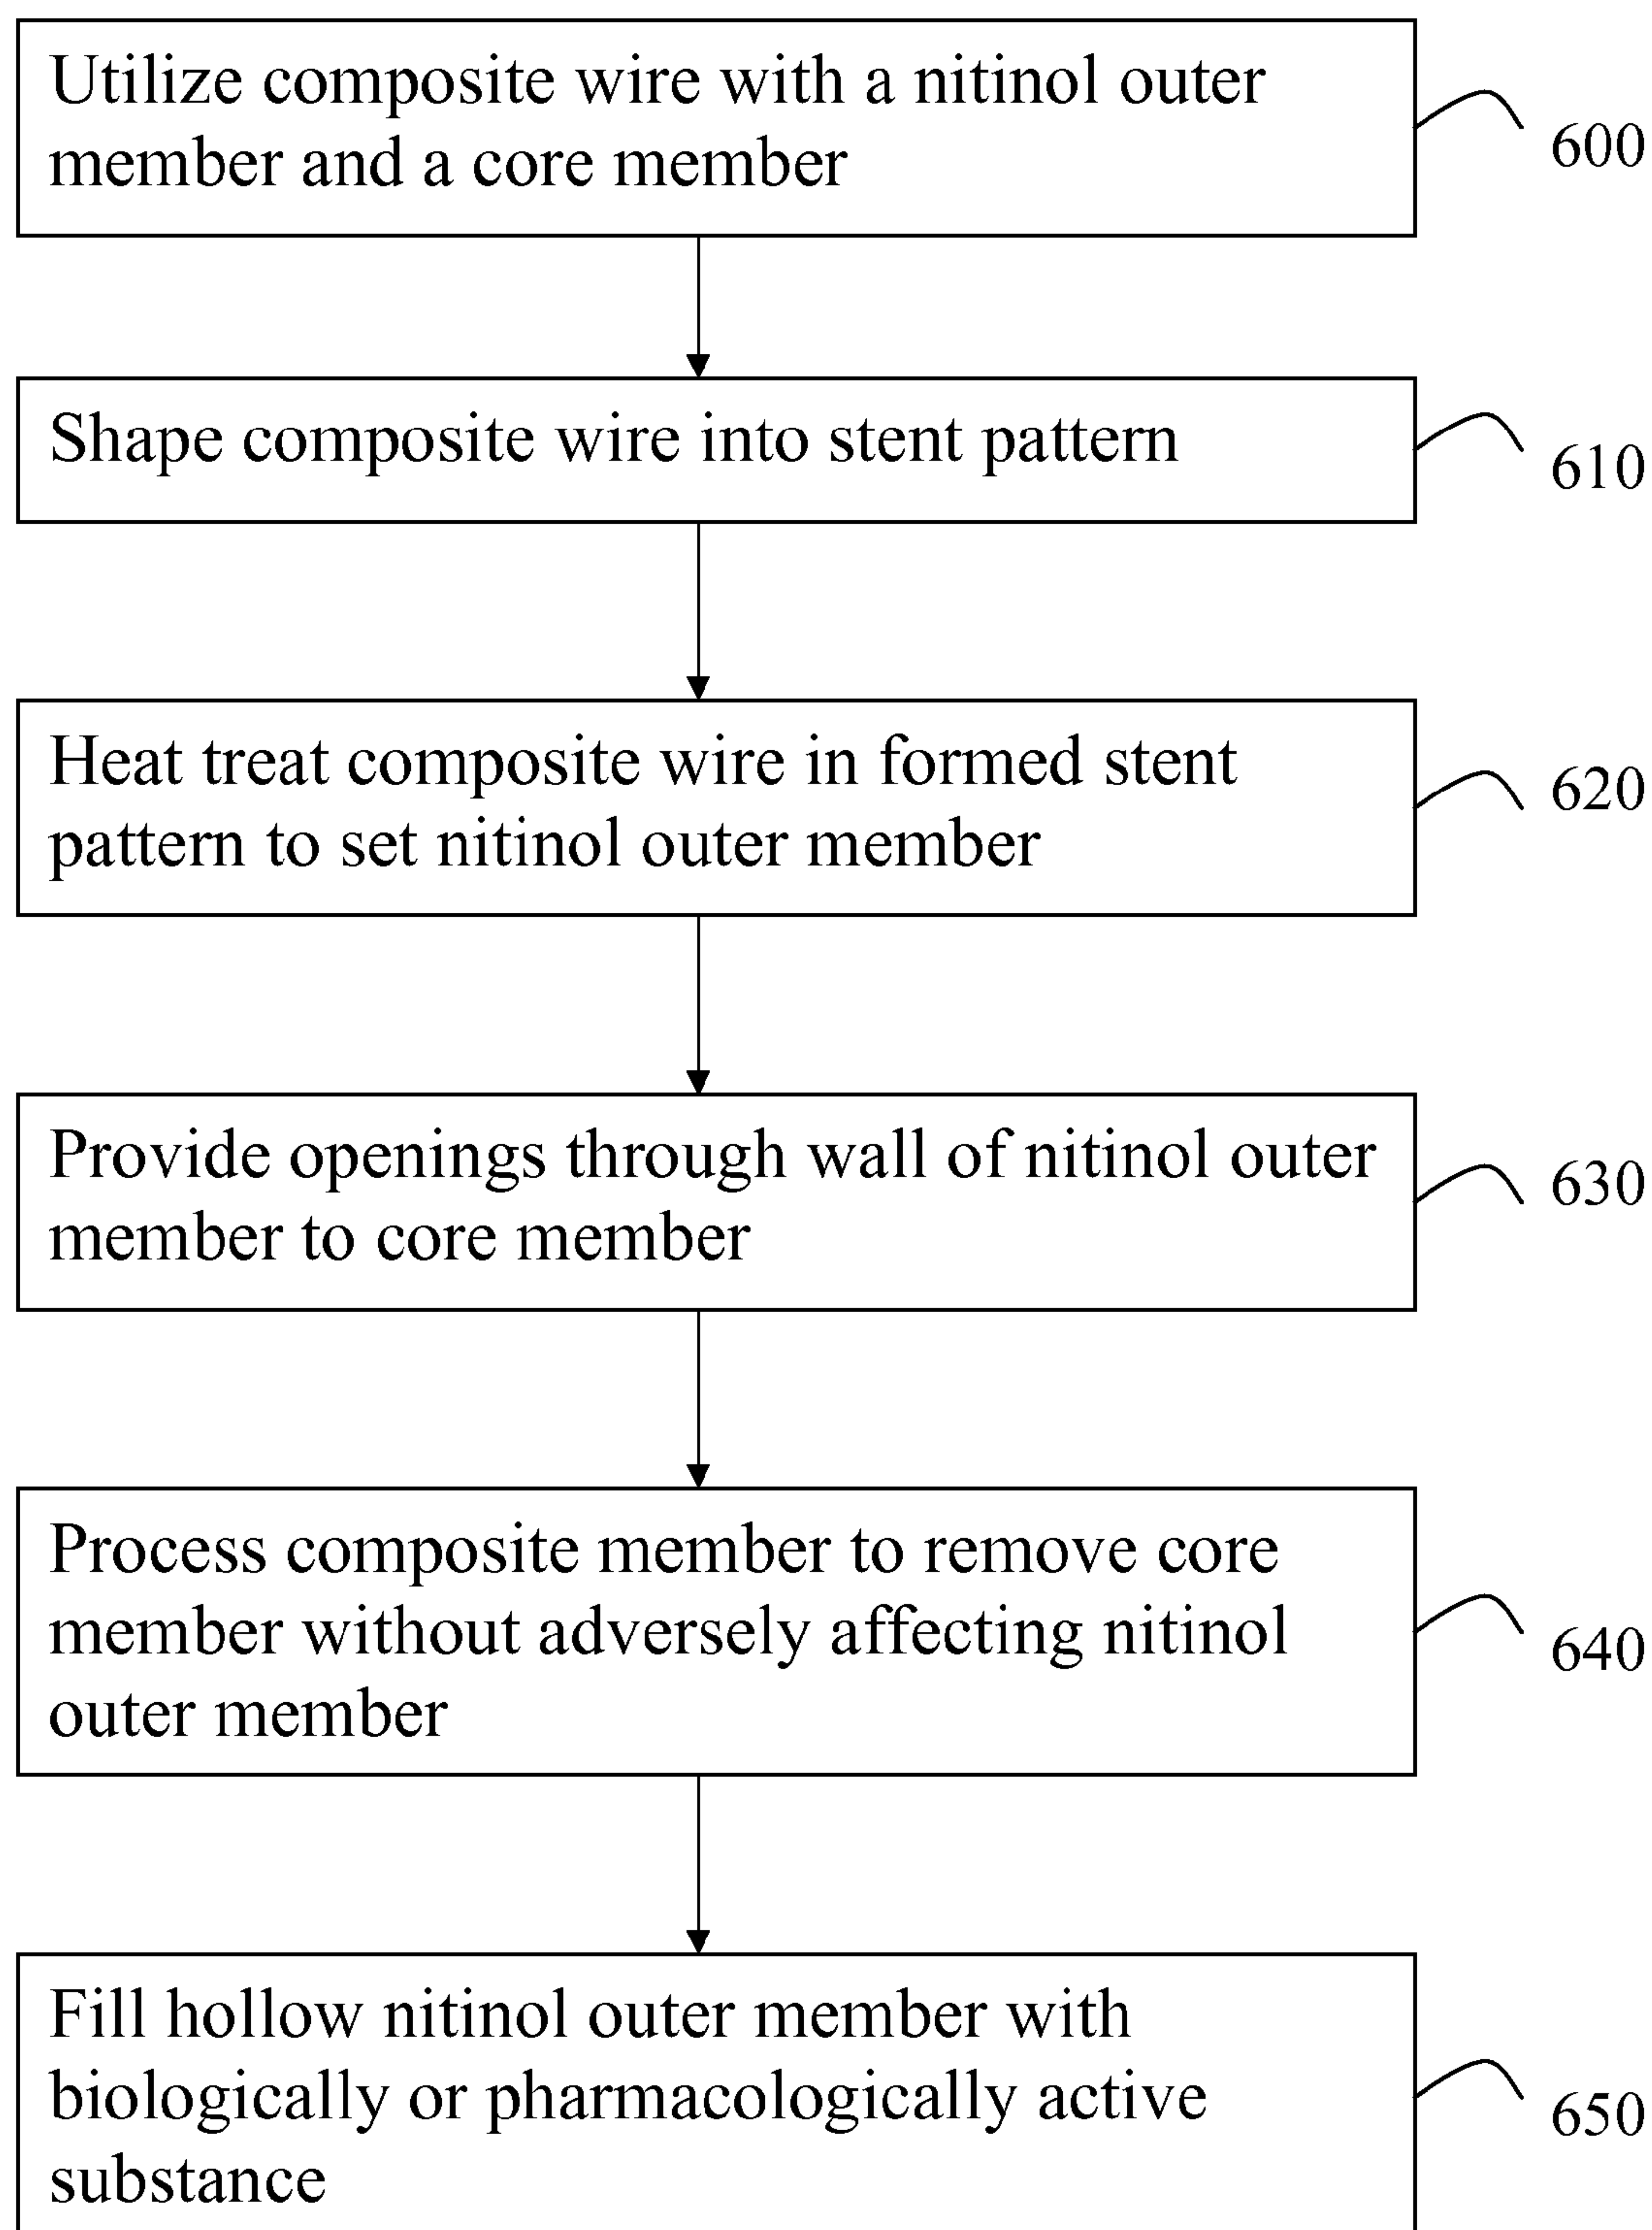 Utilize composite wire with a nitinol outer
member and a core member
600
Shape composite wire into stent pattern
610
Heat treat composite wire in formed stent
pattern to set nitinol outer member
620
Provide openings through wall of nitinol outer
member to core member
630
Process composite member to remove core
member without adversely affecting nitinol
outer member
640
Fill hollow nitinol outer member with
biologically or pharmacologically active
substance
650